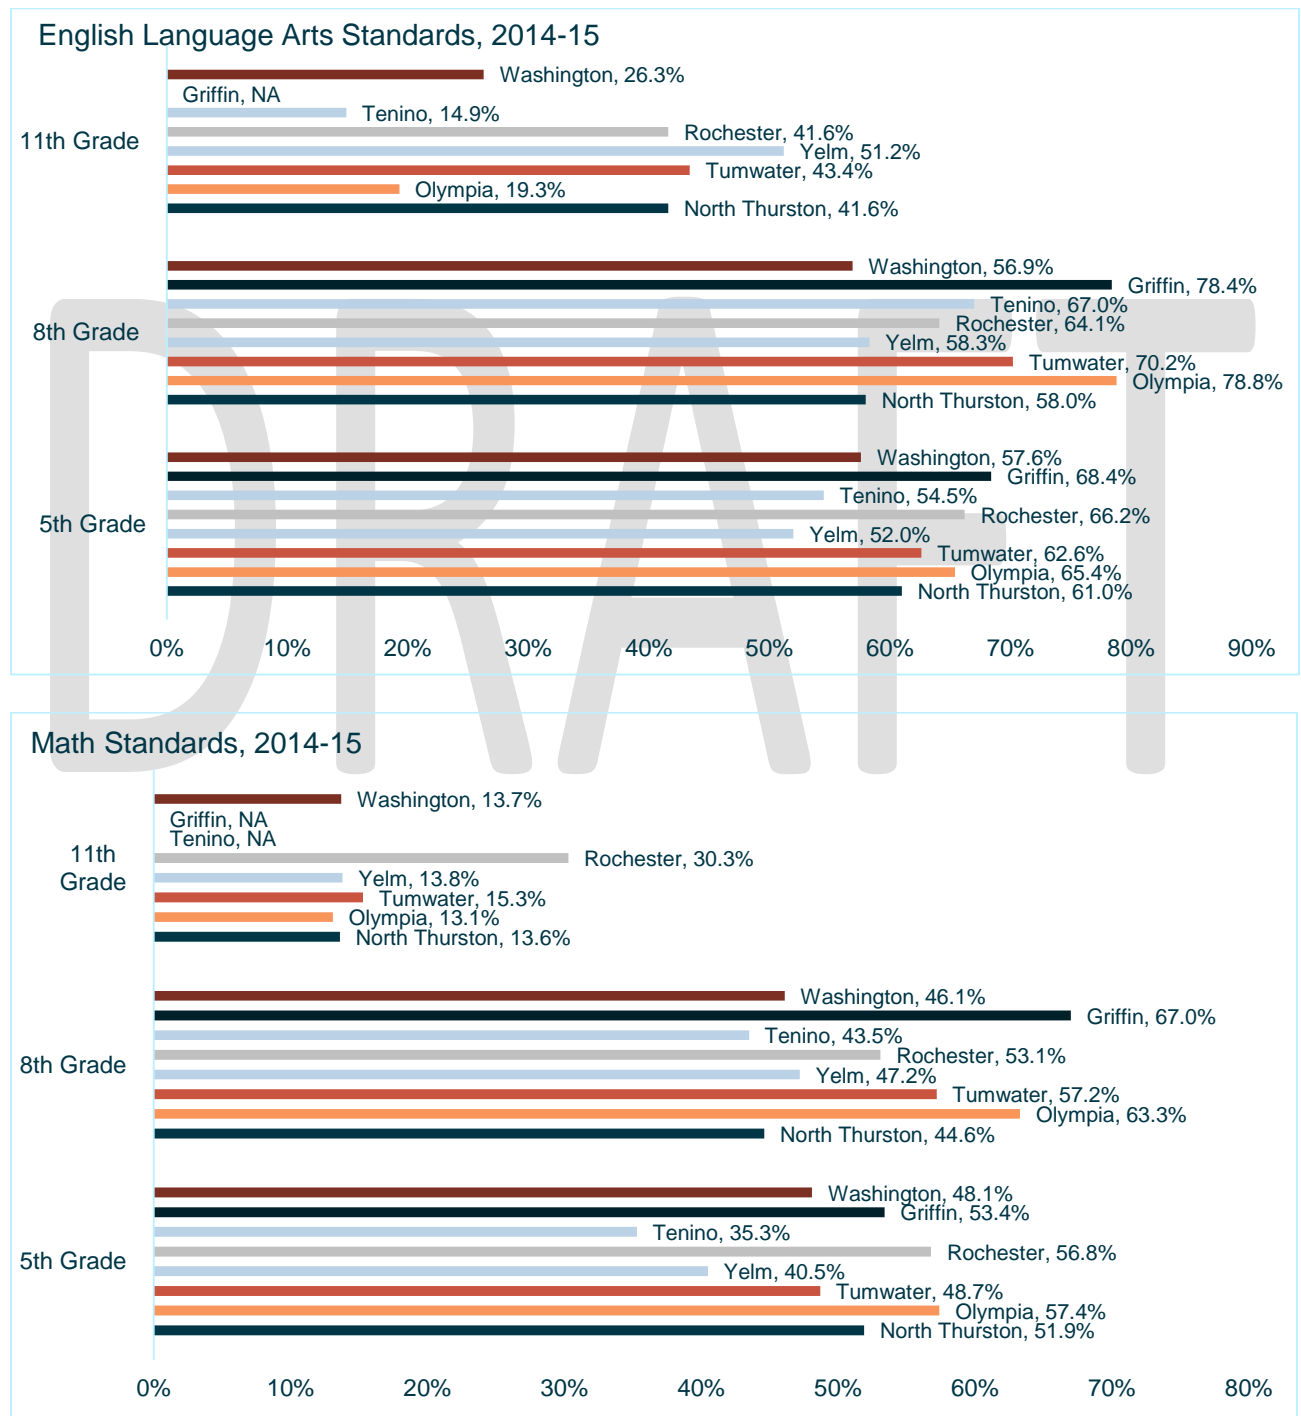 English Language Arts Standards, 2014-15
Washington, 26.3%
Griffin, NA
Tenino, 14.9%
11th Grade
Rochester, 41.6%
Yelm, 51.2%
Tumwater, 43.4%
Olympia, 19.3%
North Thurston, 41.6%
Washington, 56.9%
Griffin, 78.4%
Tenino, 67.0%
8th Grade
Rochester, 64.1%
Yelm, 58.3%
Tumwater, 70.2%
Olympia, 78.8%
North Thurston, 58.0%
Washington, 57.6%
Griffin, 68.4%
Tenino, 54.5%
5th Grade
Rochester, 66.2%
Yelm, 52.0%
Tumwater, 62.6%
Olympia, 65.4%
North Thurston, 61.0%
0% 10% 20% 30% 40% 50% 60% 70% 80% 90%
DRAFT
Math Standards, 2014-15
Washington, 13.7%
Griffin, NA
Tenino, NA
11th
Grade
Rochester, 30.3%
Yelm, 13.8%
Tumwater, 15.3%
Olympia, 13.1%
North Thurston, 13.6%
Washington, 46.1%
Griffin, 67.0%
Tenino, 43.5%
8th Grade
Rochester, 53.1%
Yelm, 47.2%
Tumwater, 57.2%
Olympia, 63.3%
North Thurston, 44.6%
Washington, 48.1%
Griffin, 53.4%
Tenino, 35.3%
5th Grade
Rochester, 56.8%
Yelm, 40.5%
Tumwater, 48.7%
Olympia, 57.4%
North Thurston, 51.9%
0% 10% 20% 30% 40% 50% 60% 70% 80%